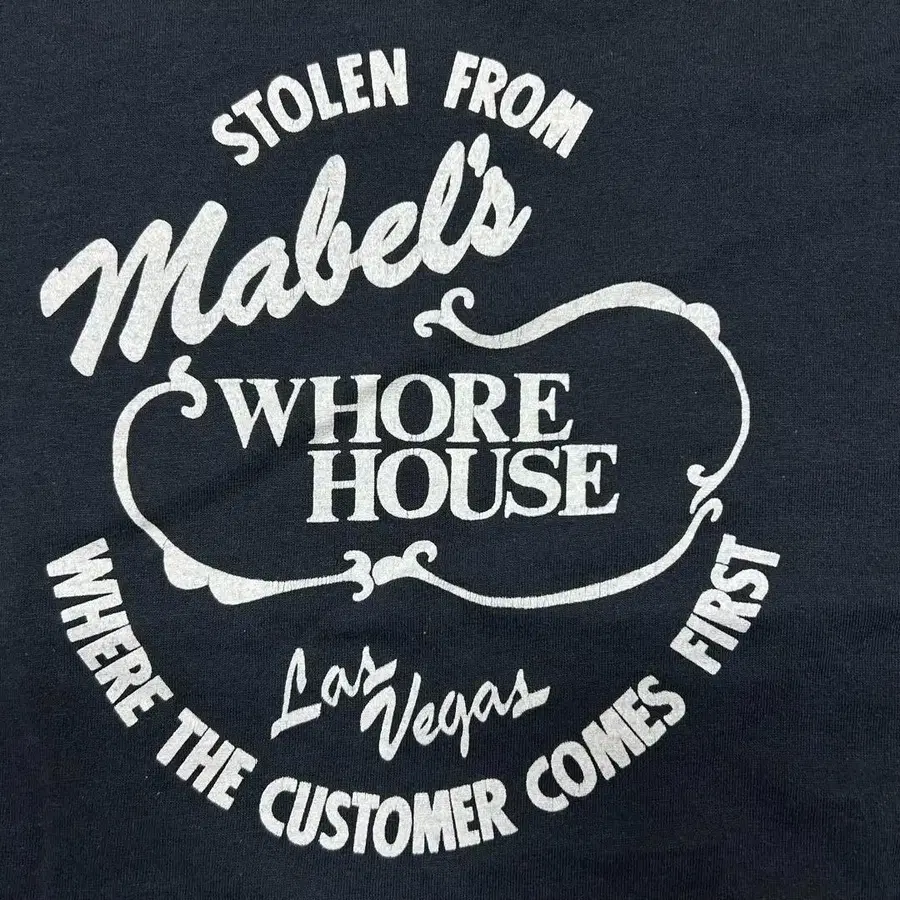 STOLEN FROM
Mabel's
WHORE
HOUSE
Las Vegas
WHERE THE CUSTOMER COMES FIRST